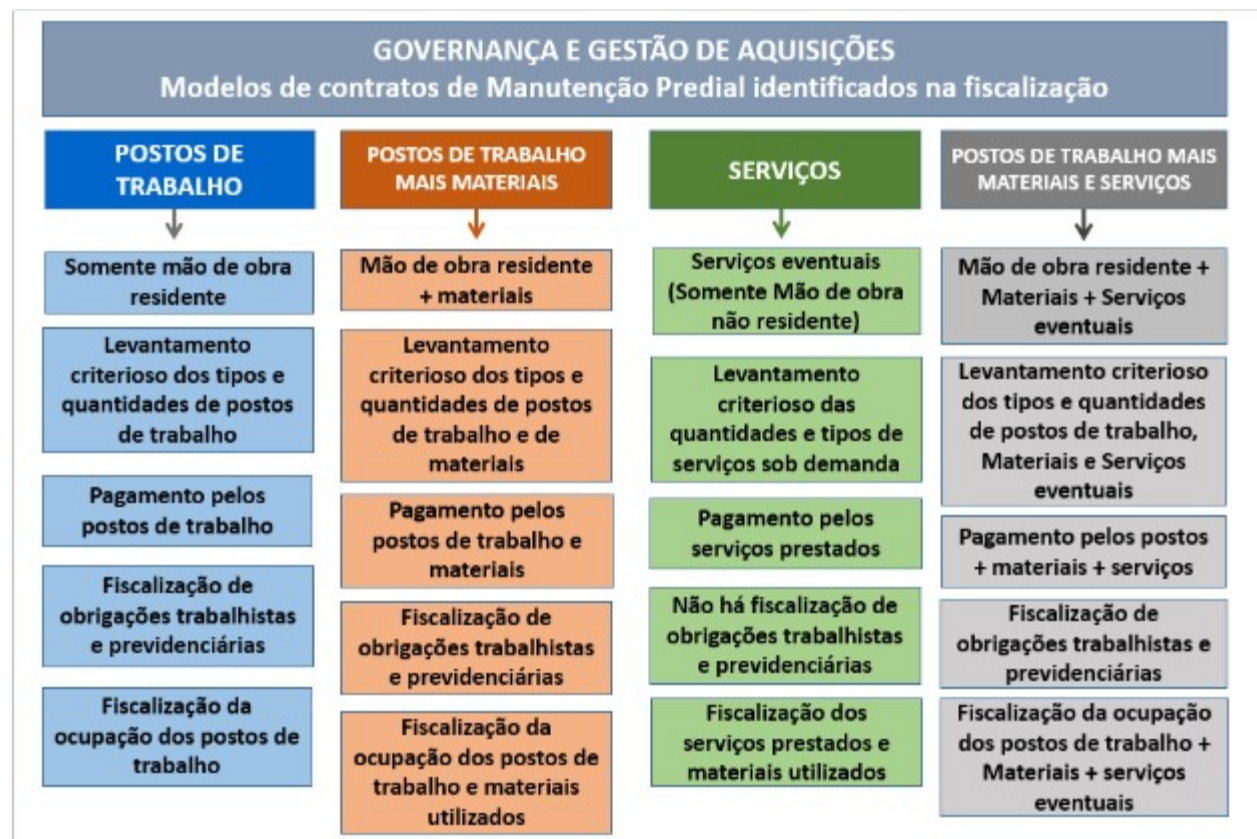 GOVERNANÇA E GESTÃO DE AQUISIÇÕES
Modelos de contratos de Manutenção Predial identificados na fiscalização
POSTOS DE
TRABALHO
Somente mão de obra
residente
Levantamento
criterioso dos tipos e
quantidades de postos
de trabalho
Pagamento pelos
postos de trabalho
Fiscalização de
obrigações trabalhistas
e previdenciárias
Fiscalização da
ocupação dos postos de
trabalho
POSTOS DE TRABALHO
MAIS MATERIAIS
Mão de obra residente
+ materiais
Levantamento
criterioso dos tipos e
quantidades de postos
de trabalho e de
materiais
Pagamento pelos
postos de trabalho e
materiais
Fiscalização de
obrigações trabalhistas
e previdenciárias
Fiscalização da
ocupação dos postos de
trabalho e materiais
utilizados
SERVIÇOS
Serviços eventuais
(Somente Mão de obra
não residente)
Levantamento
criterioso das
quantidades e tipos de
serviços sob demanda
Pagamento pelos
serviços prestados
Não há fiscalização de
obrigações trabalhistas
e previdenciárias
Fiscalização dos
serviços prestados e
materiais utilizados
POSTOS DE TRABALHO MAIS
MATERIAIS E SERVIÇOS
Mão de obra residente +
Materiais + Serviços
eventuais
Levantamento criterioso
dos tipos e quantidades
de postos de trabalho,
Materiais e Serviços
eventuais
Pagamento pelos postos
+ materiais + serviços
Fiscalização de
obrigações trabalhistas e
previdenciárias
Fiscalização da ocupação
dos postos de trabalho +
Materiais + serviços
eventuais